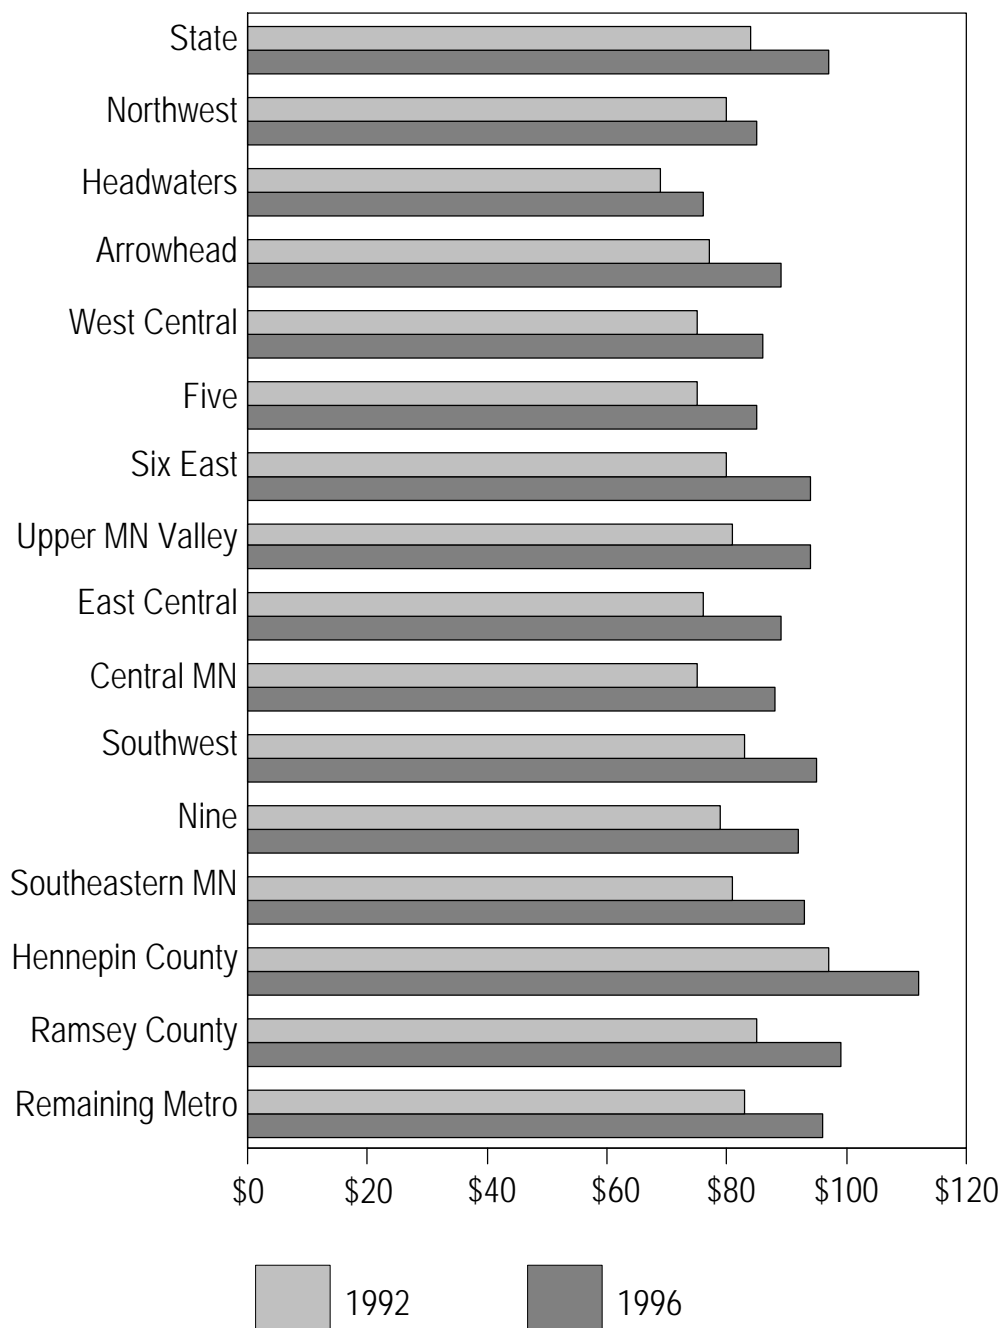 State
Northwest
Headwaters
Arrowhead
West Central
Five
Six East
Upper MN Valley
East Central
Central MN
Southwest
Nine
Southeastern MN
Hennepin County
Ramsey County
Remaining Metro
$0 $20 $40 $60 $80 $100 $120
1992 1996